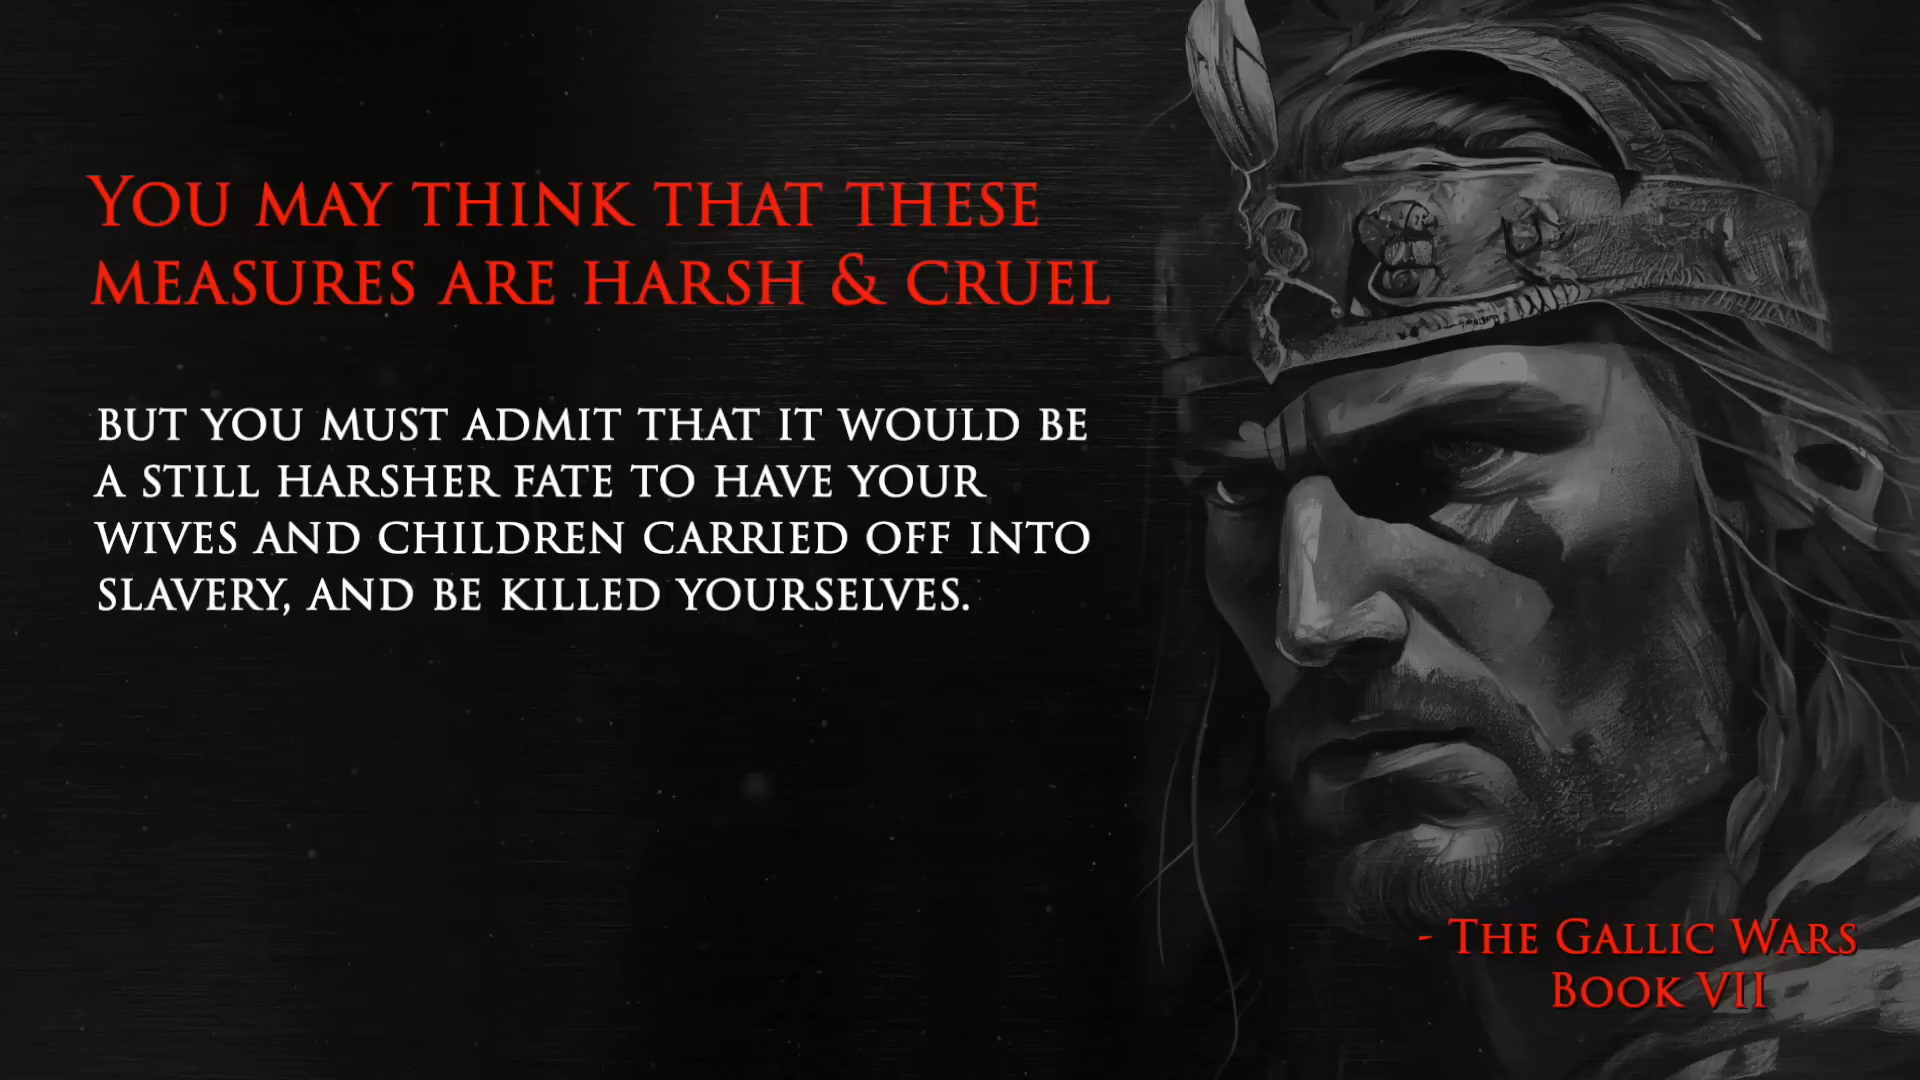 You may think that these
measures are harsh & cruel
but you must admit that it would be
a still harsher fate to have your
wives and children carried off into
slavery, and be killed yourselves.
- The Gallic Wars
Book VII